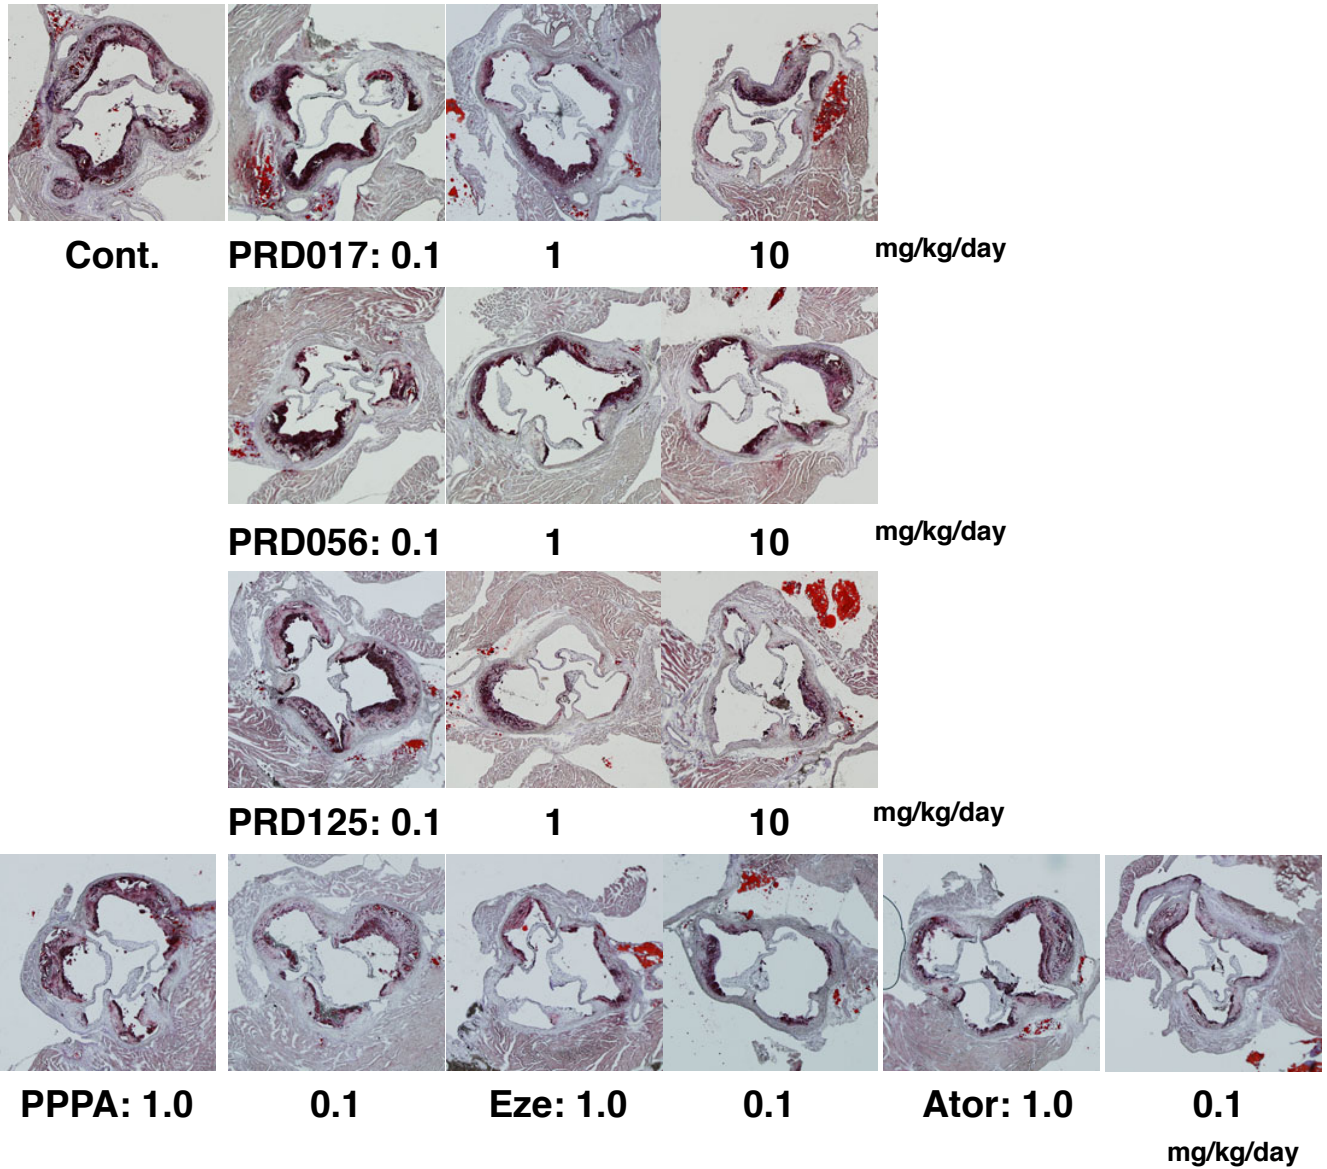 Cont. PRD017: 0.1 1 10 mg/kg/day
PRD056: 0.1 1 10 mg/kg/day
PRD125: 0.1 1 10 mg/kg/day
PPPA: 1.0 0.1 Eze: 1.0 0.1 Ator: 1.0 0.1
mg/kg/day